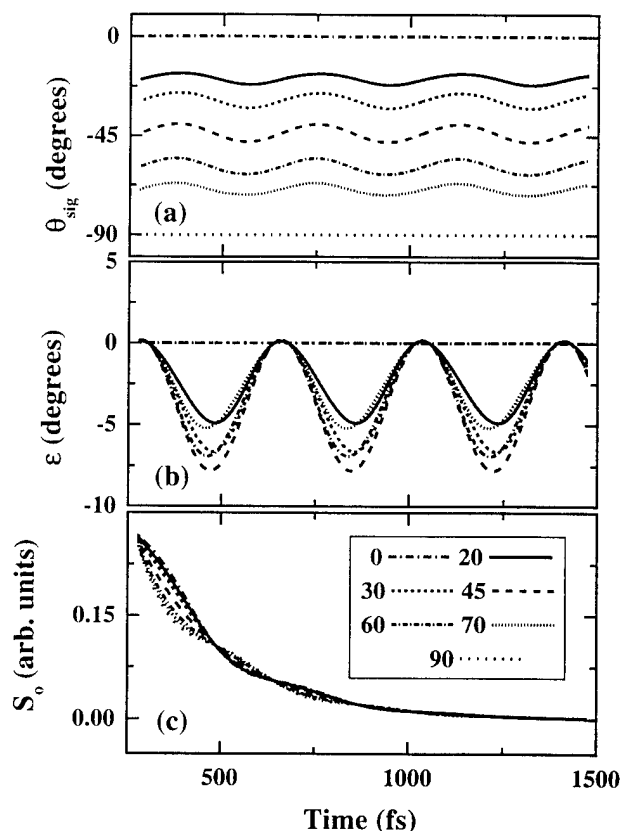 0
-45
-90
θsig (degrees)
(a)
5
0
-5
-10
ε (degrees)
(b)
0.15
0.00
So (arb. units)
(c)
0 20
30 45
60 70
90
500 1000 1500
Time (fs)